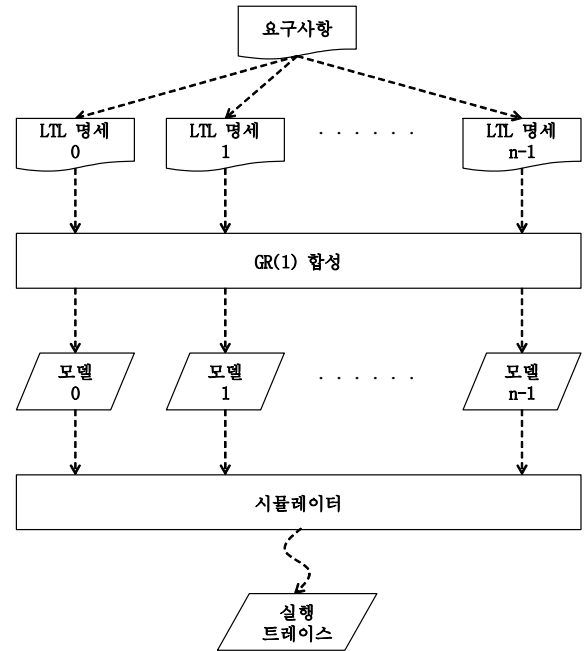 요구사항
LTL 명세
0
LTL 명세
1
. . . . . .
LTL 명세
n-1
GR(1) 합성
모델
0
모델
1
. . . . . .
모델
n-1
시뮬레이터
실행
트레이스